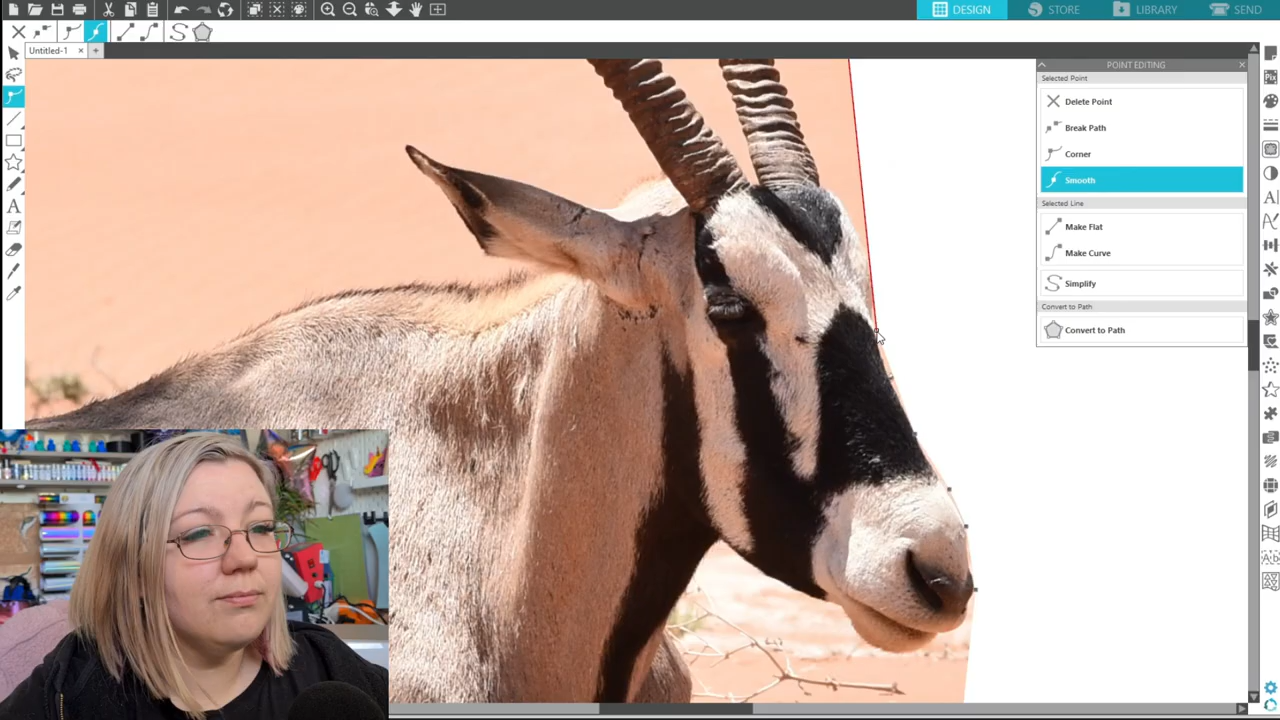 DESIGN
STORE
LIBRARY
SEND
Untitled-1
POINT EDITING
Selected Point
Delete Point
Break Path
Corner
Smooth
Selected Line
Make Flat
Make Curve
Simplify
Convert to Path
Convert to Path